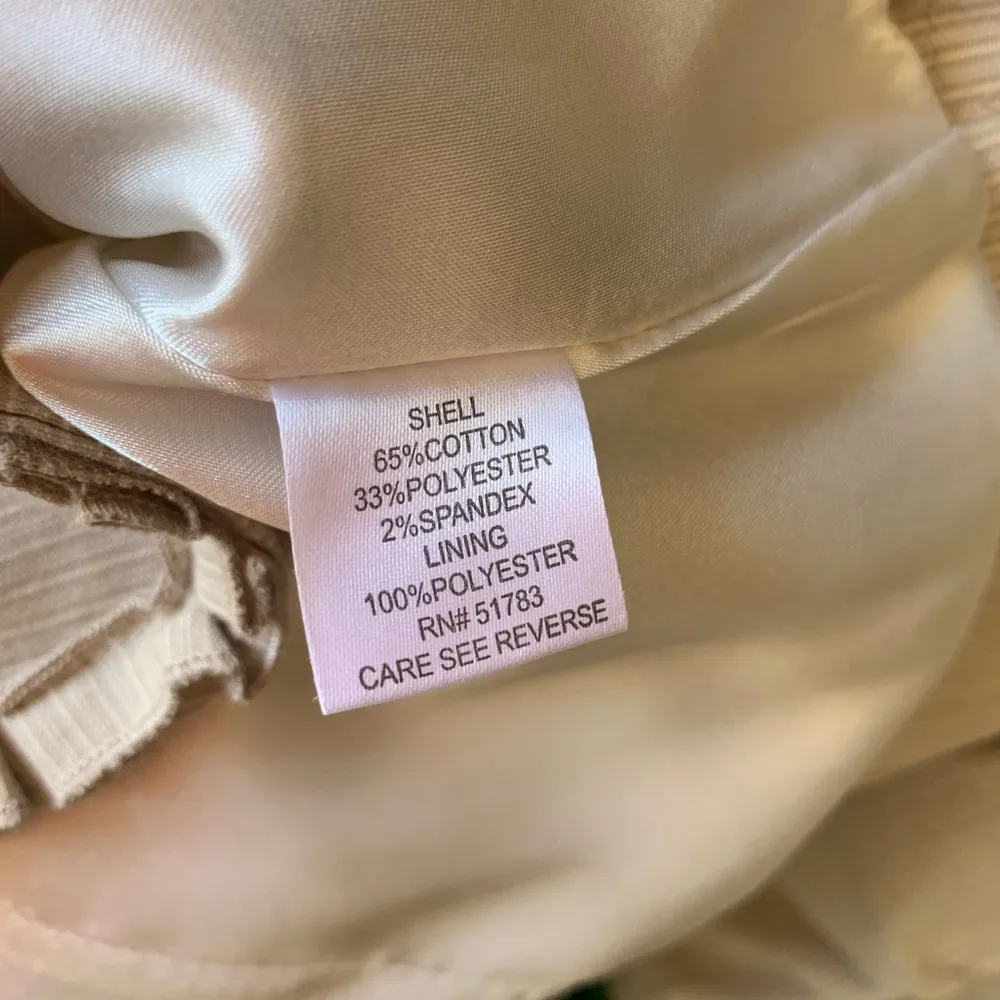 SHELL
65%COTTON
33%POLYESTER
2%SPANDEX
LINING
100%POLYESTER
RN# 51783
CARE SEE REVERSE